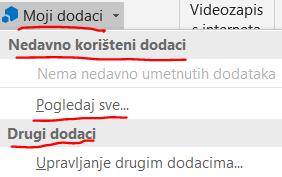 Moji dodaci
Videozapis
s interneta
Nedavno korišteni dodaci
Nema nedavno umetnutih dodataka
Pogledaj sve...
Drugi dodaci
Upravljanje drugim dodacima...